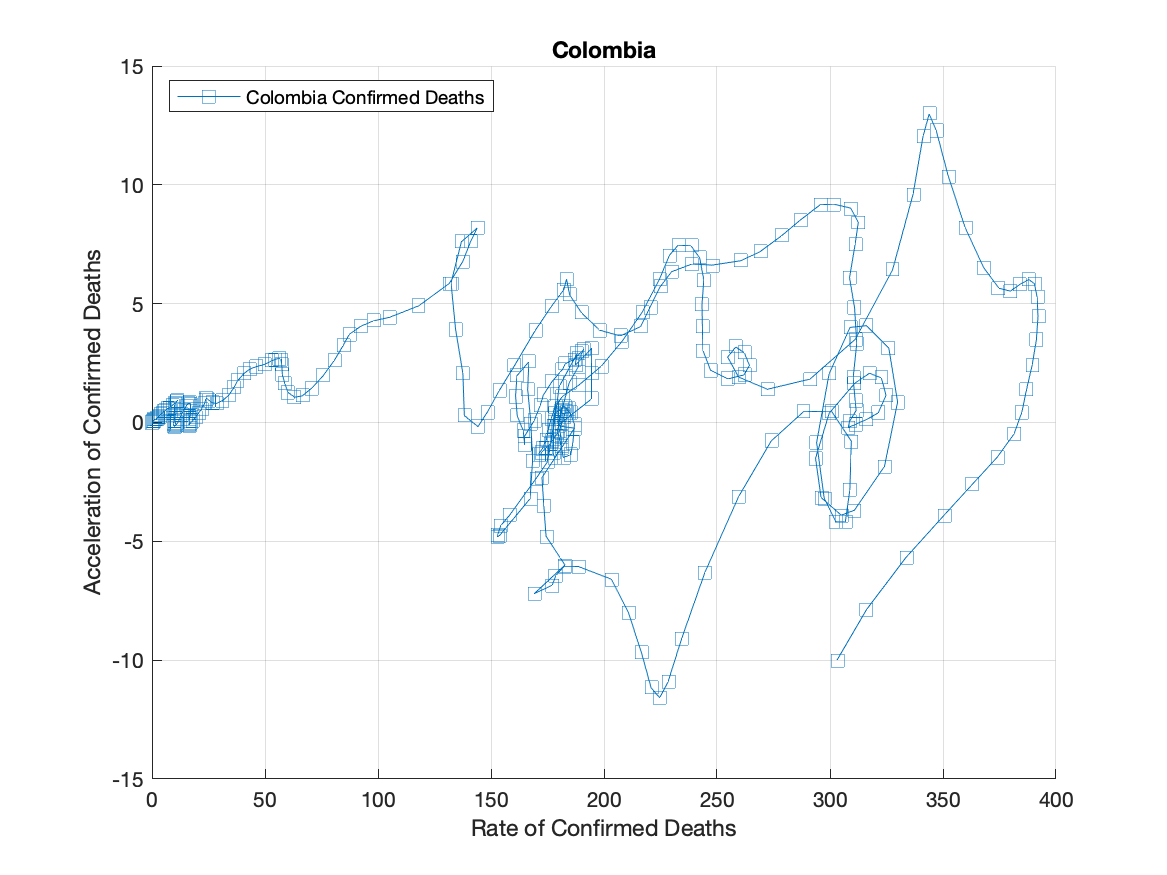 Colombia
Colombia Confirmed Deaths
15
10
5
0
-5
-10
-15
Acceleration of Confirmed Deaths
0 50 100 150 200 250 300 350 400
Rate of Confirmed Deaths